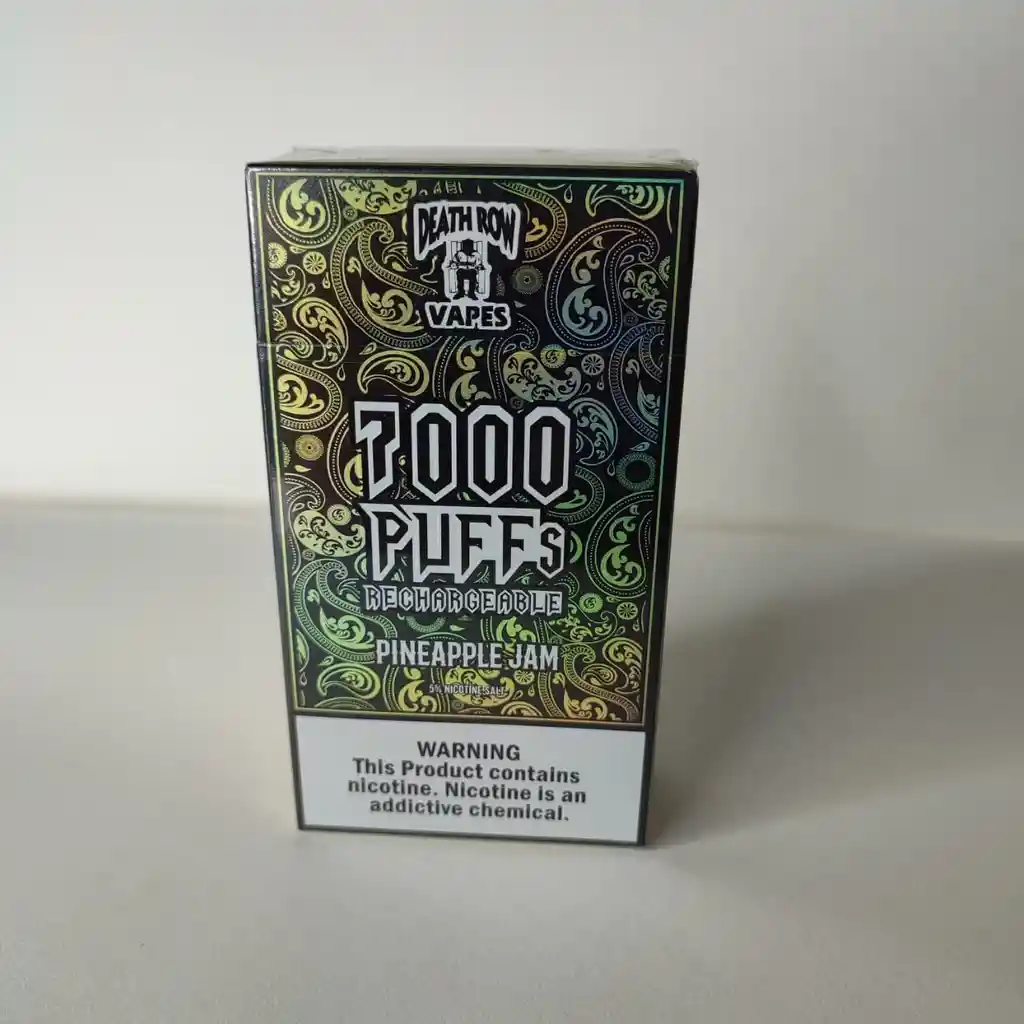 DEATH ROW
VAPES
7000
PUFFs
RECHARGEABLE
PINEAPPLE JAM
5% NICOTINE SALT
WARNING
This Product contains
nicotine. Nicotine is an
addictive chemical.